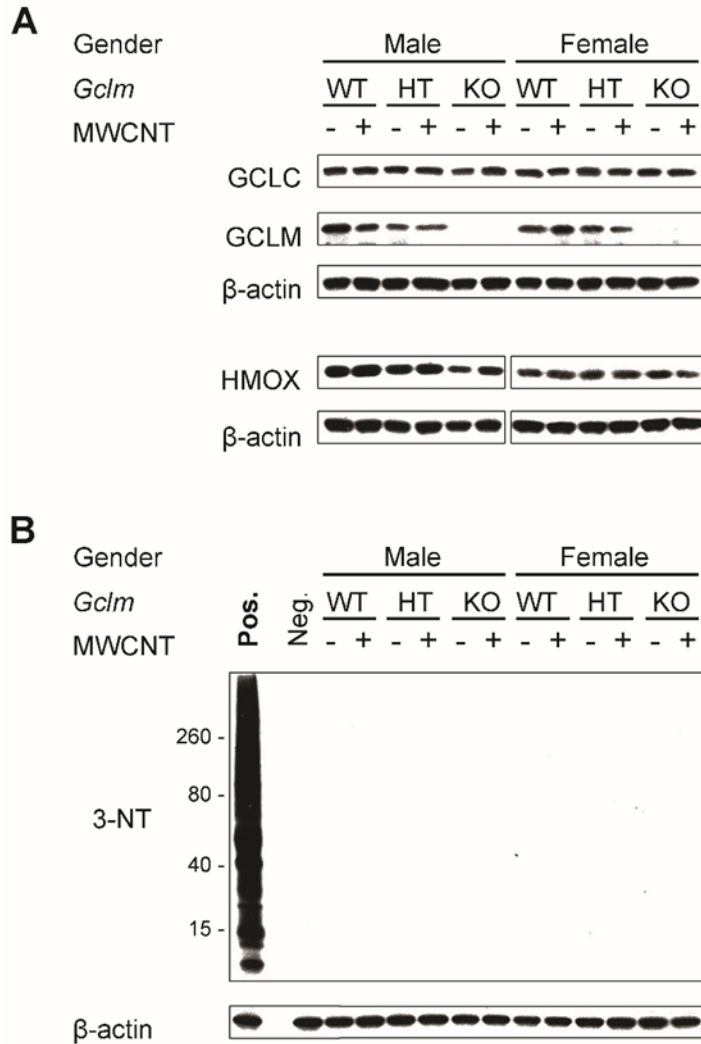 A
Gender Male Female
Gclm WT HT KO WT HT KO
MWCNT - + - + - + - + - + - +
GCLC
GCLM
β-actin
HMOX
β-actin
B
Gender Male Female
Gclm Pos. Neg. WT HT KO WT HT KO
MWCNT - + - + - + - + - + - +
260 -
80 -
3-NT
40 -
15 -
β-actin